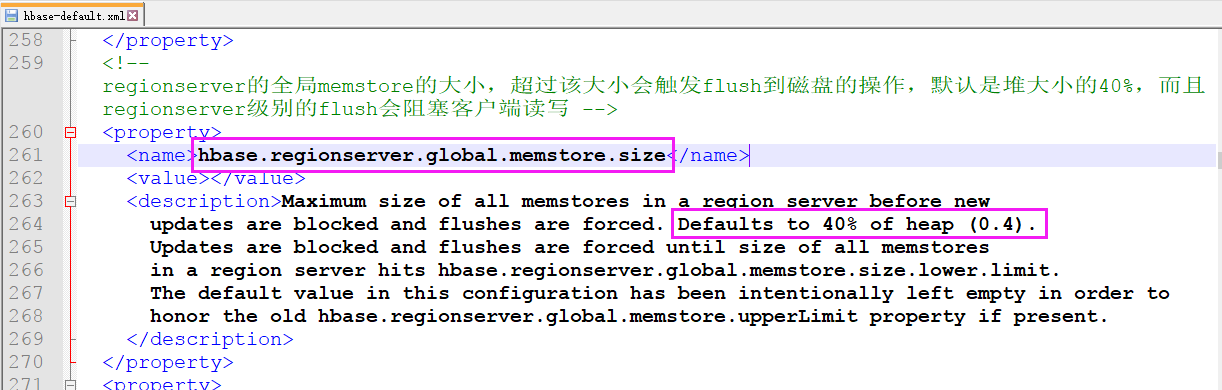 hbase-default.xml
258 </property>
259 <!--
regionserver的全局memstore的大小，超过该大小会触发flush到磁盘的操作，默认是堆大小的40%，而且
regionserver级别的flush会阻塞客户端读写 -->
260 <property>
261 <name>hbase.regionserver.global.memstore.size</name>
262 <value></value>
263 <description>Maximum size of all memstores in a region server before new
264 updates are blocked and flushes are forced. Defaults to 40% of heap (0.4).
265 Updates are blocked and flushes are forced until size of all memstores
266 in a region server hits hbase.regionserver.global.memstore.size.lower.limit.
267 The default value in this configuration has been intentionally left empty in order to
268 honor the old hbase.regionserver.global.memstore.upperLimit property if present.
269 </description>
270 </property>
271 <property>